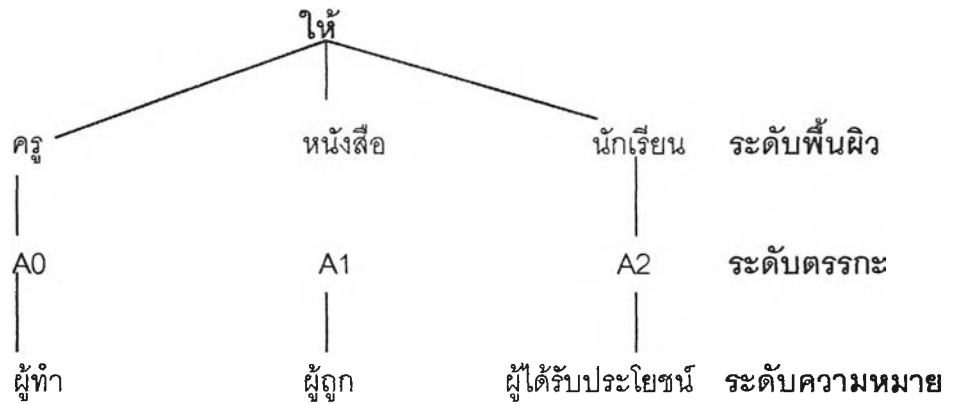 ให้
ครู หนังสือ นักเรียน ระดับพื้นผิว
A0 A1 A2 ระดับตรรกะ
ผู้ทำ ผู้ถูก ผู้ได้รับประโยชน์ ระดับความหมาย